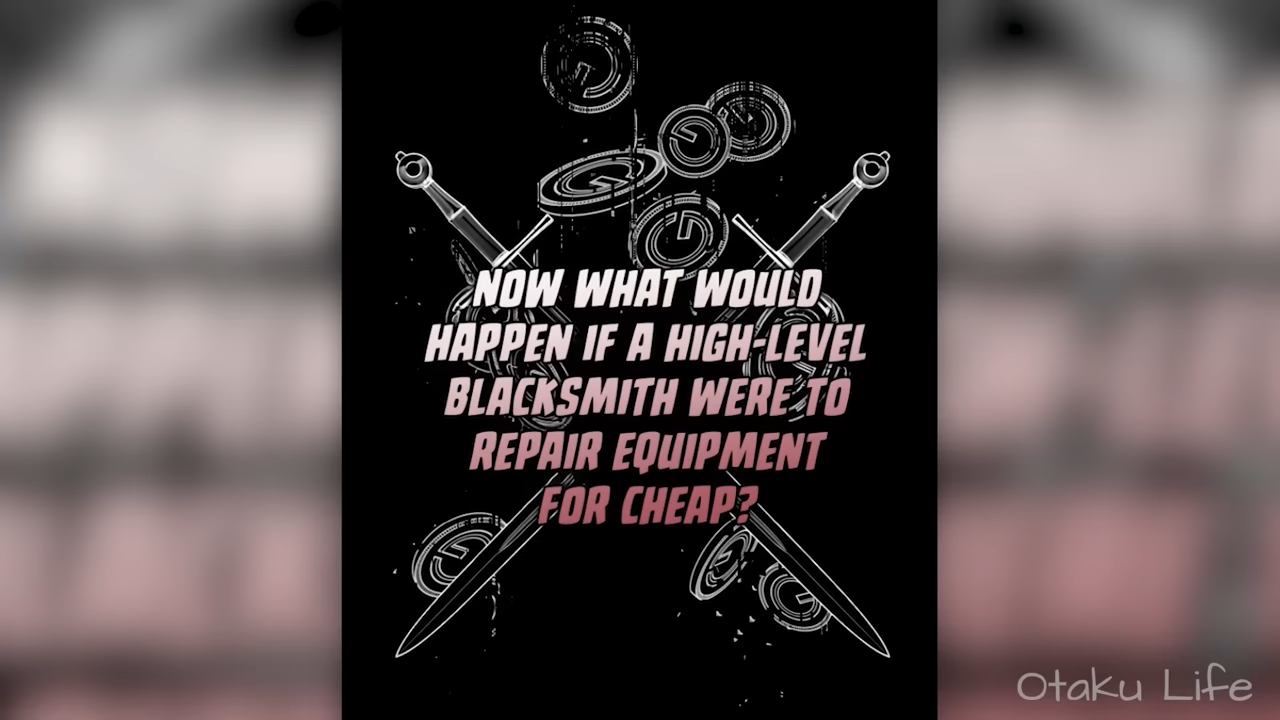 NOW WHAT WOULD
HAPPEN IF A HIGH-LEVEL
BLACKSMITH WERE TO
REPAIR EQUIPMENT
FOR CHEAP?
Otaku Life